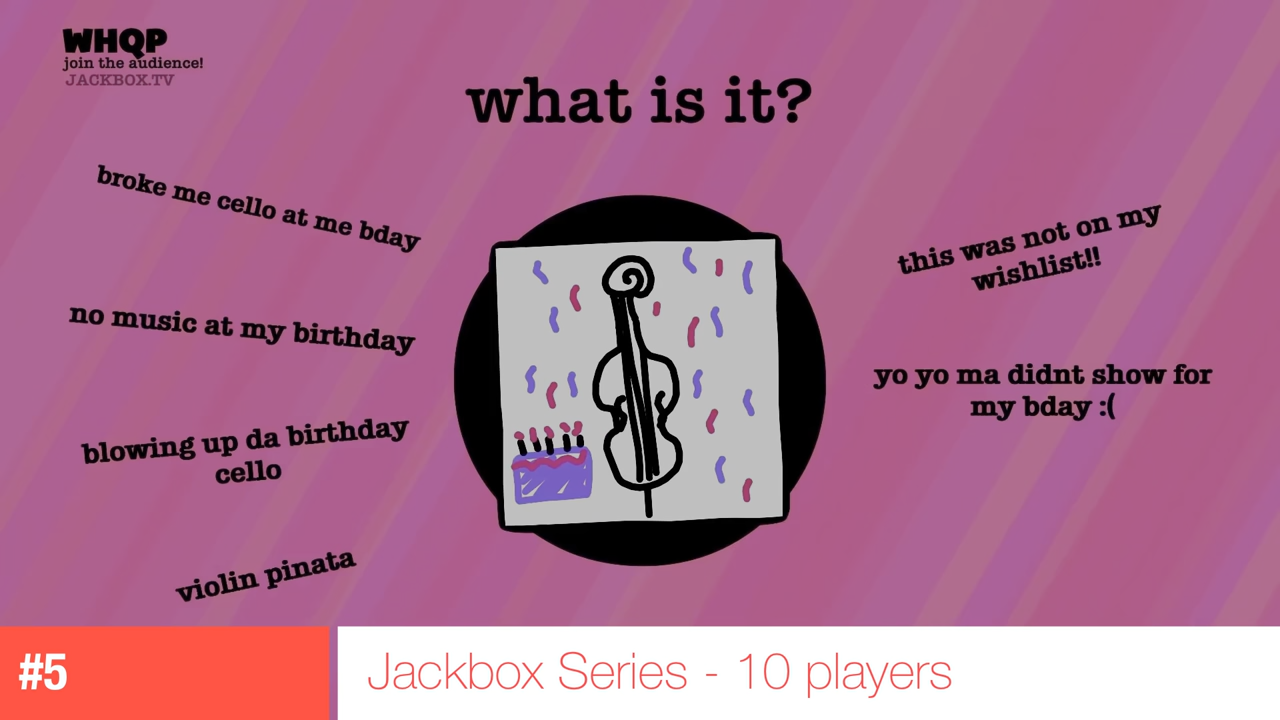 WHQP
join the audience!
JACKBOX.TV
what is it?
broke me cello at me bday
no music at my birthday
blowing up da birthday
cello
violin pinata
this was not on my
wishlist!!
yo yo ma didnt show for
my bday :(
#5
Jackbox Series - 10 players